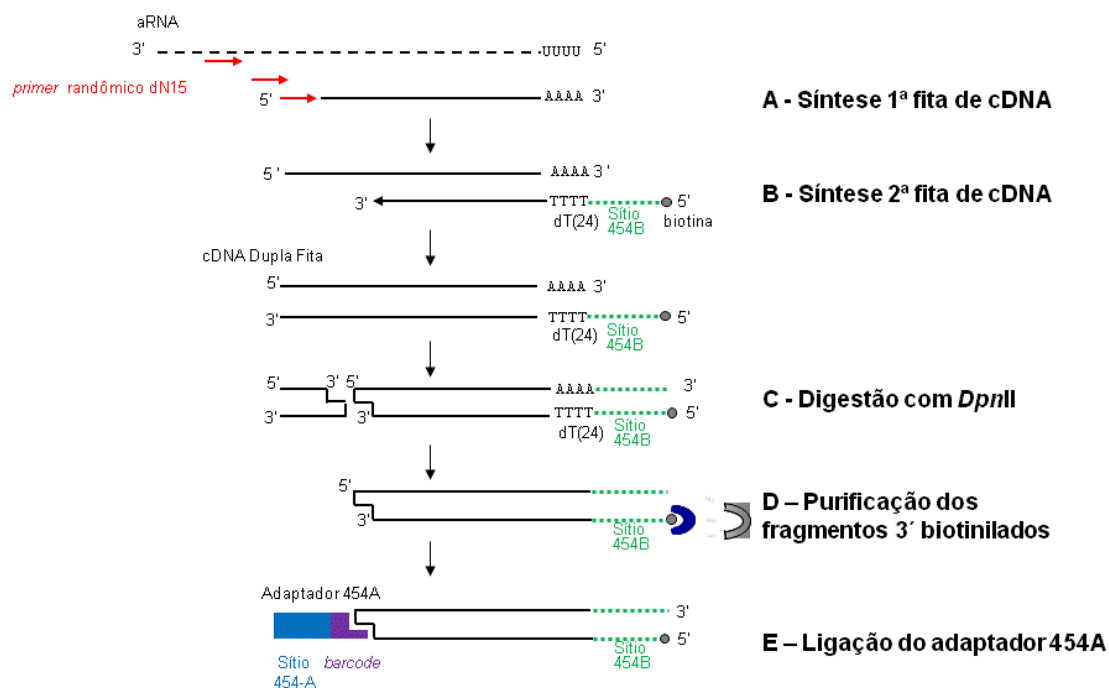 aRNA
3' UUUU 5'
primer randômico dN15
5' AAAA 3'
A - Síntese 1ª fita de cDNA
5' AAAA 3'
3' TTTT 5'
dT(24) Sítio 454B biotina
B - Síntese 2ª fita de cDNA
cDNA Dupla Fita
5' AAAA 3'
3' TTTT 5'
dT(24) Sítio 454B
5' 3' 5' AAAA 3'
3' 3' TTTT 5'
dT(24) Sítio 454B
C - Digestão com DpnII
5'
3'
Sítio 454B
D – Purificação dos
fragmentos 3´ biotinilados
Adaptador 454A
3'
5'
Sítio 454-A barcode Sítio 454B
E – Ligação do adaptador 454A